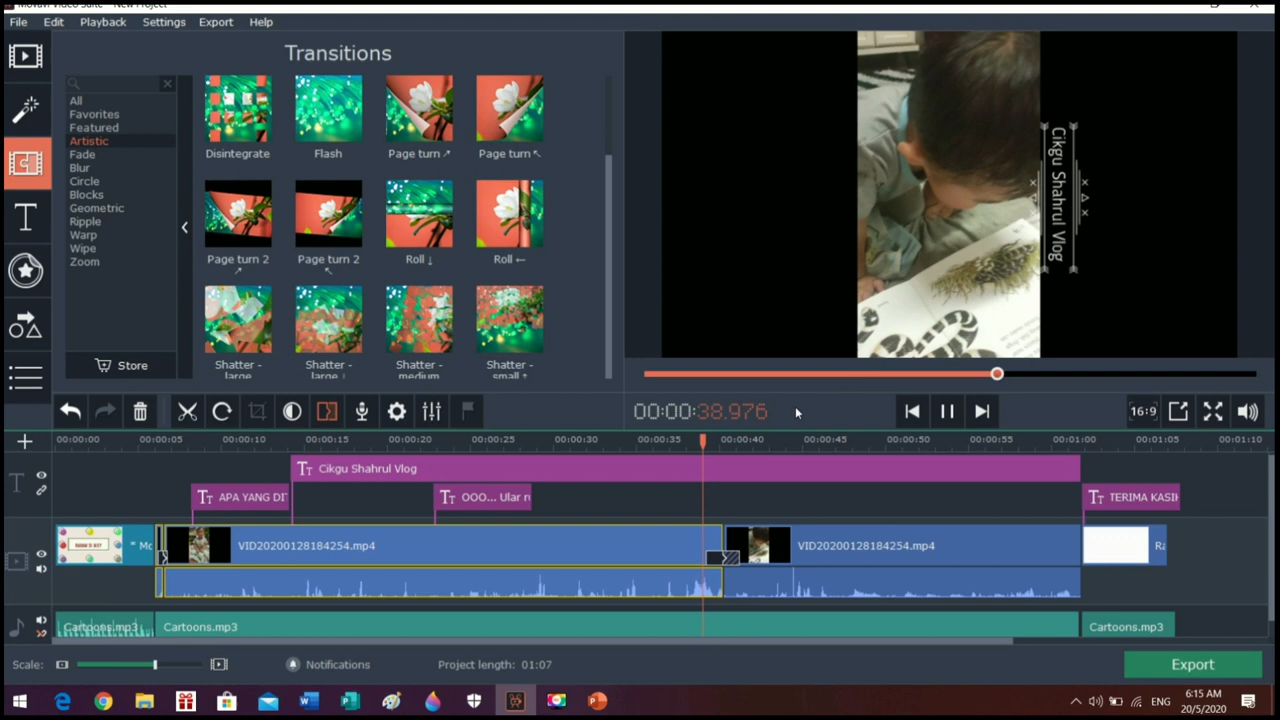 Movavi Video Suite - New Project
File Edit Playback Settings Export Help
Transitions
All
Favorites
Featured
Artistic
Fade
Blur
Circle
Blocks
Geometric
Ripple
Warp
Wipe
Zoom
Store
Disintegrate Flash Page turn ↗ Page turn ↖
Page turn 2 ↗ Page turn 2 ↖ Roll ↓ Roll ←
Shatter - large Shatter - large ↓ Shatter - medium Shatter - small ↑
Cikgu Shahrul Vlog
00:00:38.976
16:9
00:00:00 00:00:05 00:00:10 00:00:15 00:00:20 00:00:25 00:00:30 00:00:35 00:00:40 00:00:45 00:00:50 00:00:55 00:01:00 00:01:05 00:01:10
Cikgu Shahrul Vlog
APA YANG DI OOO... Ular TERIMA KASI
VID20200128184254.mp4 VID20200128184254.mp4
Cartoons.mp3 Cartoons.mp3 Cartoons.mp3
Scale: Notifications Project length: 01:07 Export
ENG
6:15 AM
20/5/2020